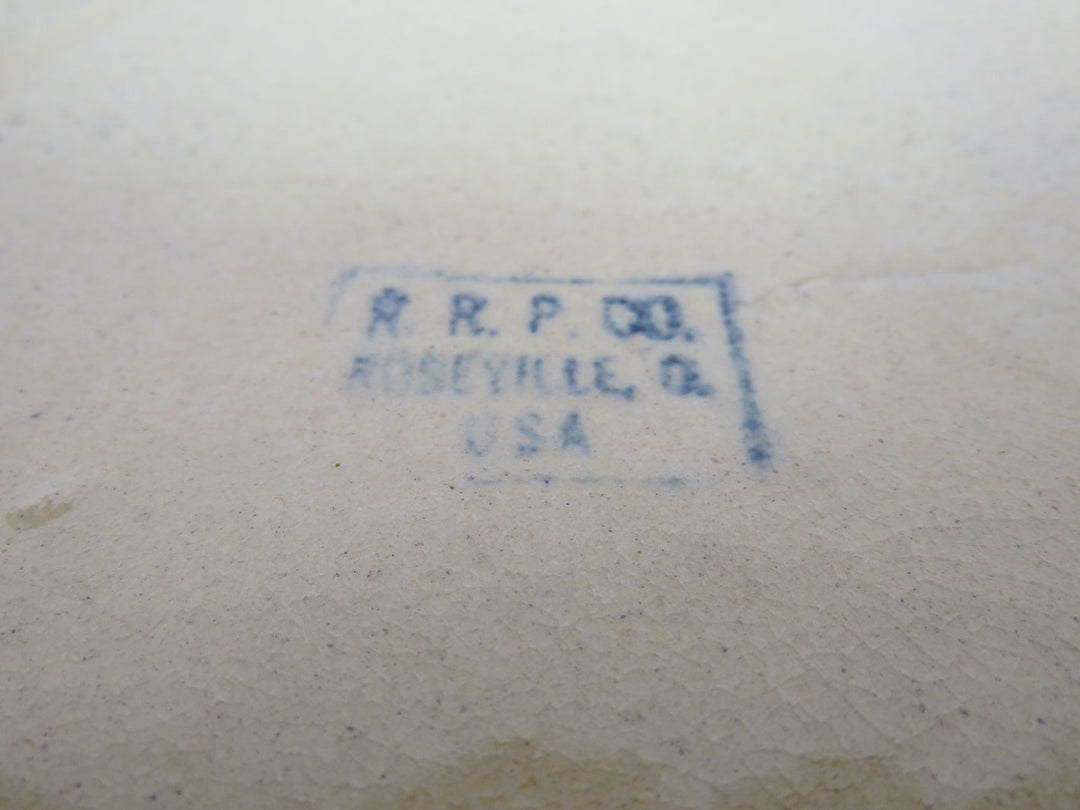 R. R. P. CO.
ROSEVILLE, O.
USA